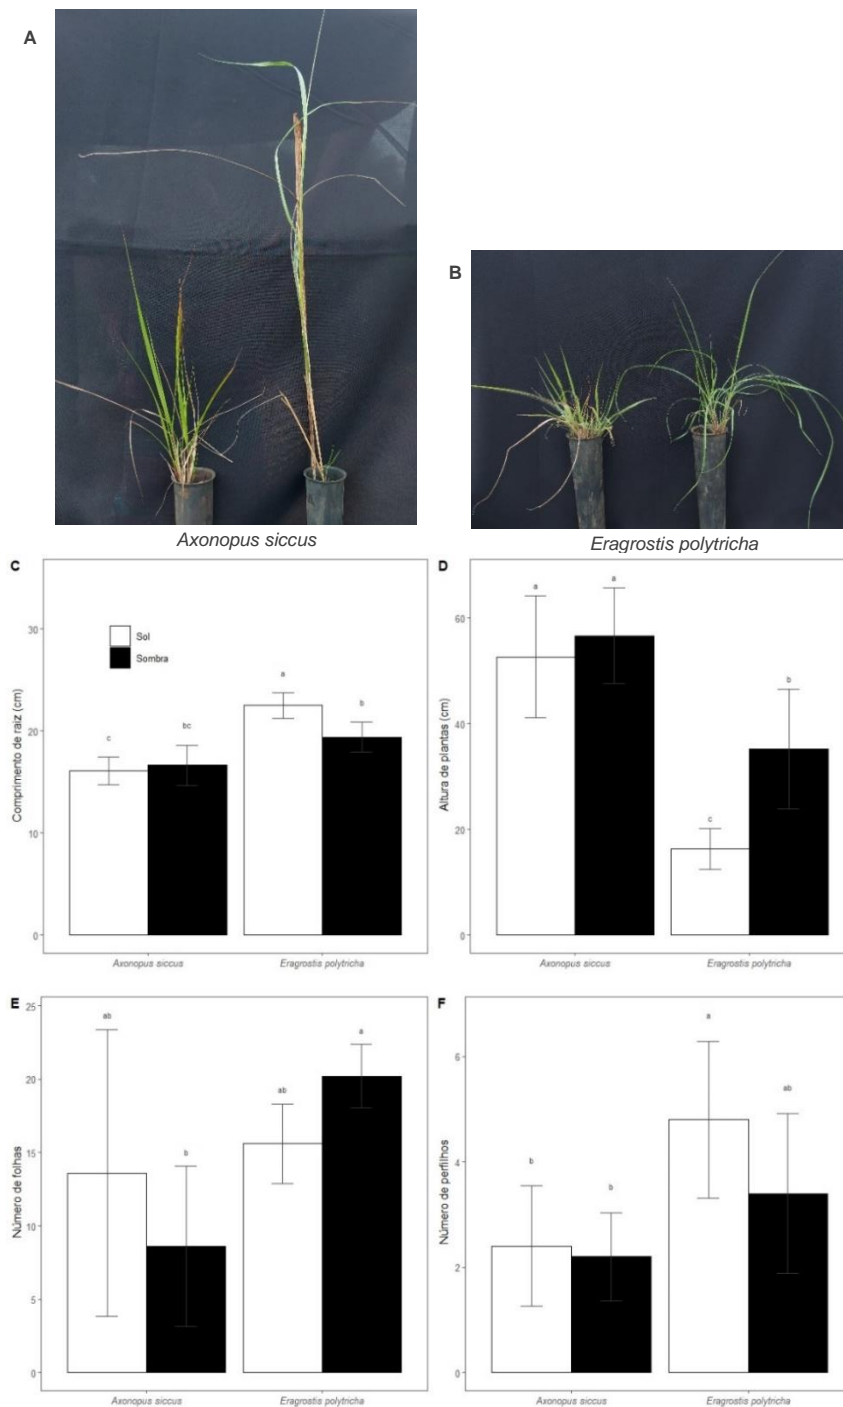 A
B
Axonopus siccus
Eragrostis polytricha
C
Comprimento de raiz (cm)
30
20
10
0
Sol
Sombra
c
bc
a
b
Axonopus siccus
Eragrostis polytricha
D
Altura de plantas (cm)
60
40
20
0
a
a
c
b
Axonopus siccus
Eragrostis polytricha
E
Número de folhas
25
20
15
10
5
0
ab
b
ab
a
Axonopus siccus
Eragrostis polytricha
F
Número de perfilhos
6
4
2
0
b
b
a
ab
Axonopus siccus
Eragrostis polytricha